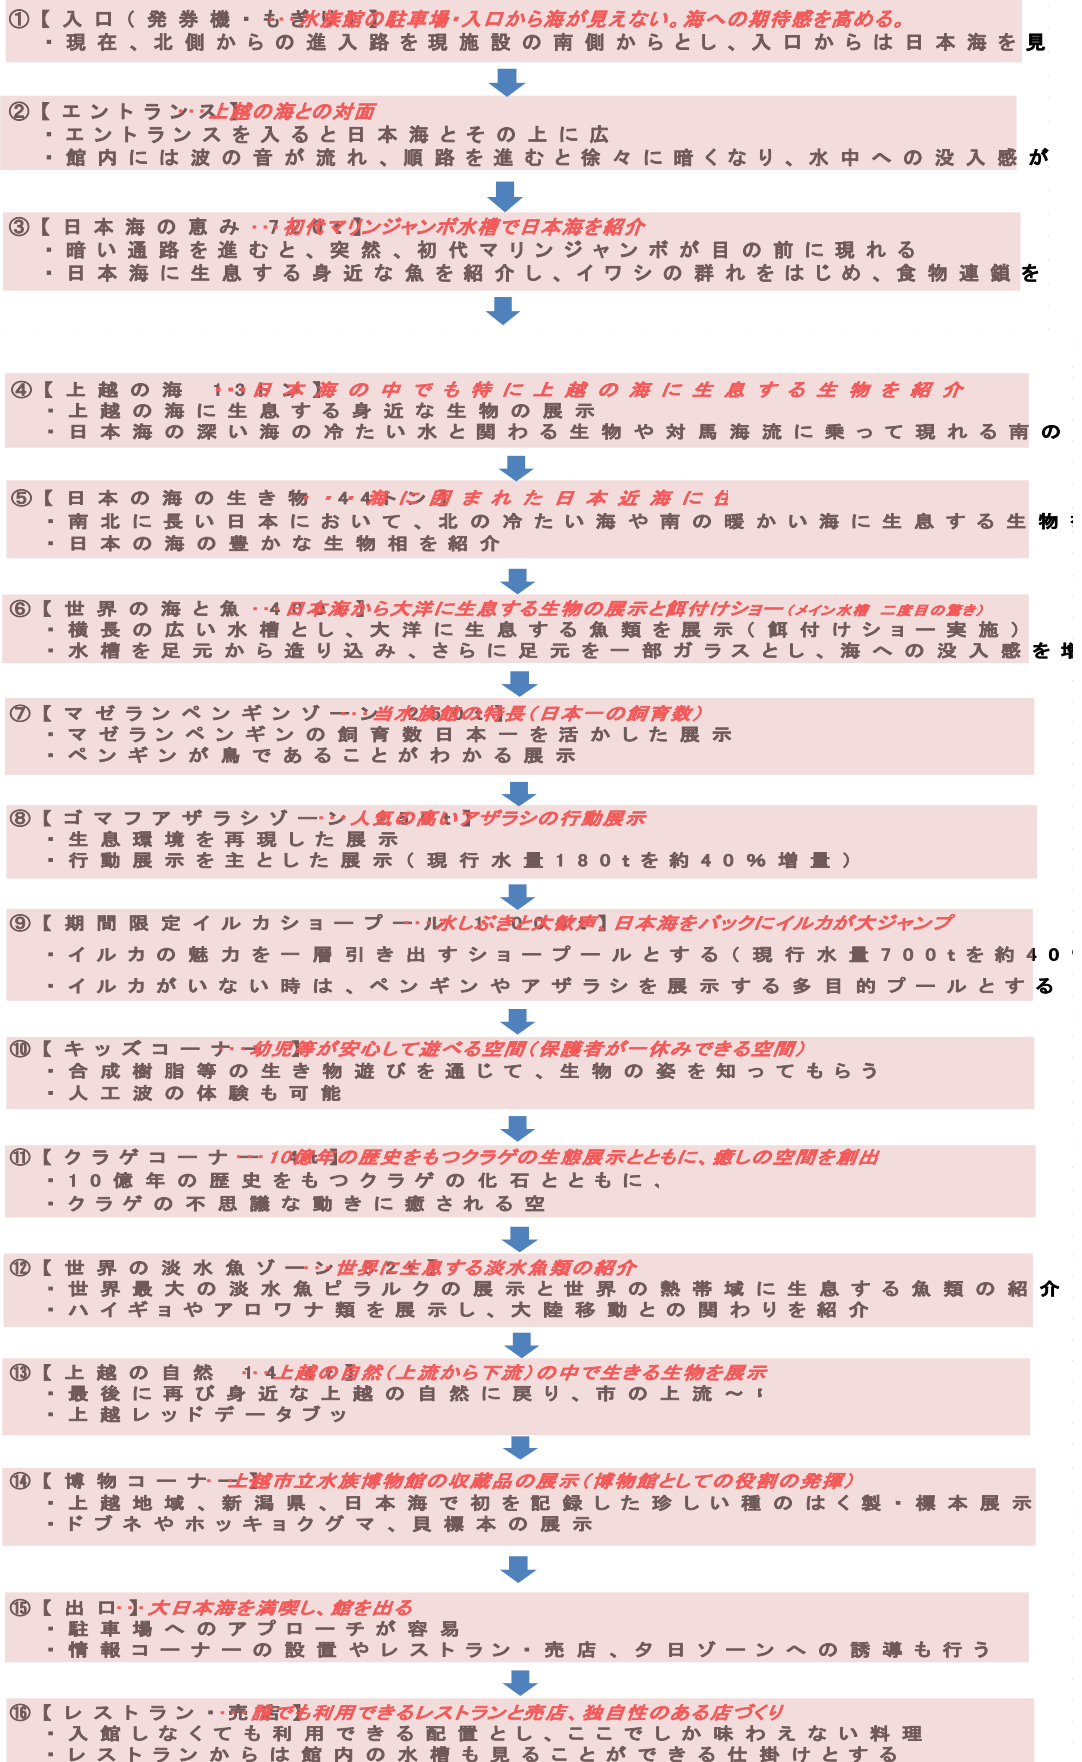 ①【入口（発券機・もぎり）】･･･水族館の駐車場・入口から海が見えない。海への期待感を高める。
・現在、北側からの進入路を現施設の南側からとし、入口からは日本海を見
②【エントランス】･･･上越の海との対面
・エントランスを入ると日本海とその上に広
・館内には波の音が流れ、順路を進むと徐々に暗くなり、水中への没入感が
③【日本海の恵み 】･･･初代マリンジャンボ水槽で日本海を紹介
・暗い通路を進むと、突然、初代マリンジャンボが目の前に現れる
・日本海に生息する身近な魚を紹介し、イワシの群れをはじめ、食物連鎖を
④【上越の海 13トン】･･･日本海の中でも特に上越の海に生息する生物を紹介
・上越の海に生息する身近な生物の展示
・日本海の深い海の冷たい水と関わる生物や対馬海流に乗って現れる南の
⑤【日本の海の生き物 44トン】･･･海に囲まれた日本近海に住
・南北に長い日本において、北の冷たい海や南の暖かい海に生息する生物
・日本の海の豊かな生物相を紹介
⑥【世界の海と魚 】･･･日本海から大洋に生息する生物の展示と餌付けショー（メイン水槽 二度目の驚き）
・横長の広い水槽とし、大洋に生息する魚類を展示（餌付けショー実施）
・水槽を足元から造り込み、さらに足元を一部ガラスとし、海への没入感を増
⑦【マゼランペンギンゾーン 】･･･当水族館の特長（日本一の飼育数）
・マゼランペンギンの飼育数日本一を活かした展示
・ペンギンが鳥であることがわかる展示
⑧【ゴマフアザラシゾーン 】･･･人気の高いアザラシの行動展示
・生息環境を再現した展示
・行動展示を主とした展示（現行水量180tを約40％増量）
⑨【期間限定イルカショープール 】･･･水しぶきと大歓声 日本海をバックにイルカが大ジャンプ
・イルカの魅力を一層引き出すショープールとする（現行水量700tを約40
・イルカがいない時は、ペンギンやアザラシを展示する多目的プールとする
⑩【キッズコーナー】･･･幼児等が安心して遊べる空間（保護者が一休みできる空間）
・合成樹脂等の生き物遊びを通じて、生物の姿を知ってもらう
・人工波の体験も可能
⑪【クラゲコーナー 4t】･･･10億年の歴史をもつクラゲの生態展示とともに、癒しの空間を創出
・10億年の歴史をもつクラゲの化石とともに、
・クラゲの不思議な動きに癒される空
⑫【世界の淡水魚ゾーン 】･･･世界に生息する淡水魚類の紹介
・世界最大の淡水魚ピラルクの展示と世界の熱帯域に生息する魚類の紹介
・ハイギョやアロワナ類を展示し、大陸移動との関わりを紹介
⑬【上越の自然 14t】･･･上越の自然（上流から下流）の中で生きる生物を展示
・最後に再び身近な上越の自然に戻り、市の上流～
・上越レッドデータブッ
⑭【博物コーナー】･･･上越市立水族博物館の収蔵品の展示（博物館としての役割の発揮）
・上越地域、新潟県、日本海で初を記録した珍しい種のはく製・標本展示
・ドブネやホッキョクグマ、貝標本の展示
⑮【出口】･･･大日本海を満喫し、館を出る
・駐車場へのアプローチが容易
・情報コーナーの設置やレストラン・売店、夕日ゾーンへの誘導も行う
⑯【レストラン・売店】･･･誰でも利用できるレストランと売店、独自性のある店づくり
・入館しなくても利用できる配置とし、ここでしか味わえない料理
・レストランからは館内の水槽も見ることができる仕掛けとする